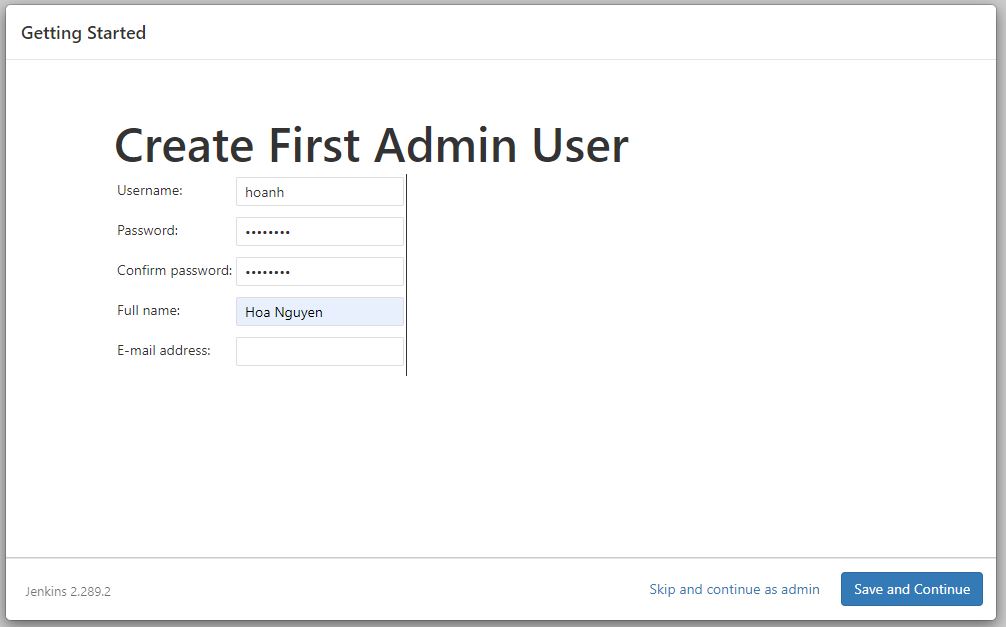 Getting Started
Create First Admin User
Username: hoanh
Password: ••••••••
Confirm password: ••••••••
Full name: Hoa Nguyen
E-mail address:
Jenkins 2.289.2 Skip and continue as admin Save and Continue